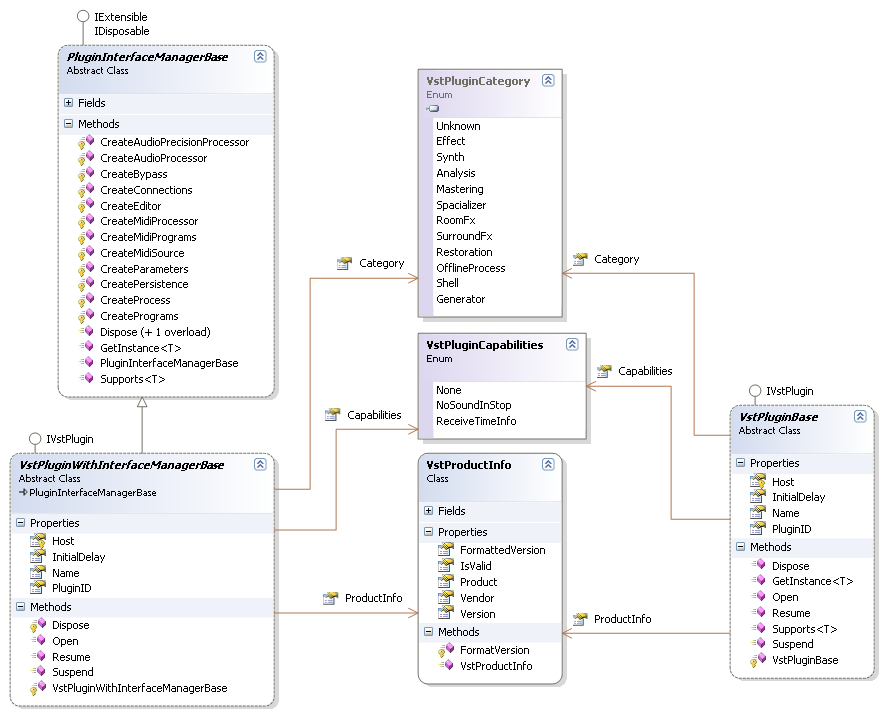 IExtensible
IDisposable
PluginInterfaceManagerBase
Abstract Class
Fields
Methods
CreateAudioPrecisionProcessor
CreateAudioProcessor
CreateBypass
CreateConnections
CreateEditor
CreateMidiProcessor
CreateMidiPrograms
CreateMidiSource
CreateParameters
CreatePersistence
CreateProcess
CreatePrograms
Dispose (+ 1 overload)
GetInstance<T>
PluginInterfaceManagerBase
Supports<T>
IVstPlugin
VstPluginWithInterfaceManagerBase
Abstract Class
PluginInterfaceManagerBase
Properties
Host
InitialDelay
Name
PluginID
Methods
Dispose
Open
Resume
Suspend
VstPluginWithInterfaceManagerBase
Category
Capabilities
ProductInfo
VstPluginCategory
Enum
Unknown
Effect
Synth
Analysis
Mastering
Spacializer
RoomFx
SurroundFx
Restoration
OfflineProcess
Shell
Generator
VstPluginCapabilities
Enum
None
NoSoundInStop
ReceiveTimeInfo
VstProductInfo
Class
Fields
Properties
FormattedVersion
IsValid
Product
Vendor
Version
Methods
FormatVersion
VstProductInfo
Category
Capabilities
ProductInfo
IVstPlugin
VstPluginBase
Abstract Class
Properties
Host
InitialDelay
Name
PluginID
Methods
Dispose
GetInstance<T>
Open
Resume
Supports<T>
Suspend
VstPluginBase